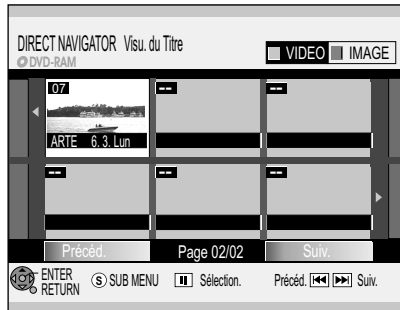 DIRECT NAVIGATOR Visu. du Titre
DVD-RAM
VIDEO IMAGE
07 -- --
ARTE 6. 3. Lun
-- -- --
Précéd. Page 02/02 Suiv.
ENTER
RETURN
S SUB MENU Sélection. Précéd. Suiv.